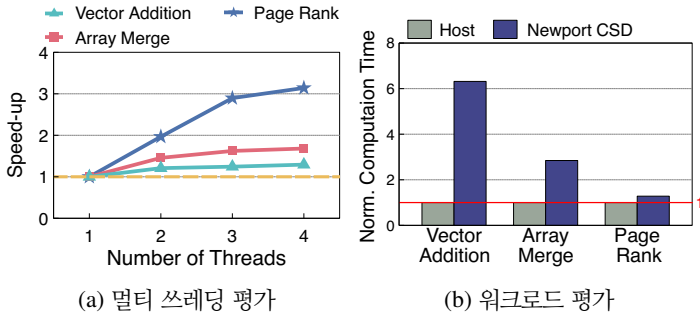 Vector Addition
Page Rank
Array Merge
Speed-up
4
3
2
1
0
1 2 3 4
Number of Threads
(a) 멀티 쓰레딩 평가
Host
Newport CSD
Norm. Computaion Time
8
6
4
2
0
1
Vector Addition
Array Merge
Page Rank
(b) 워크로드 평가